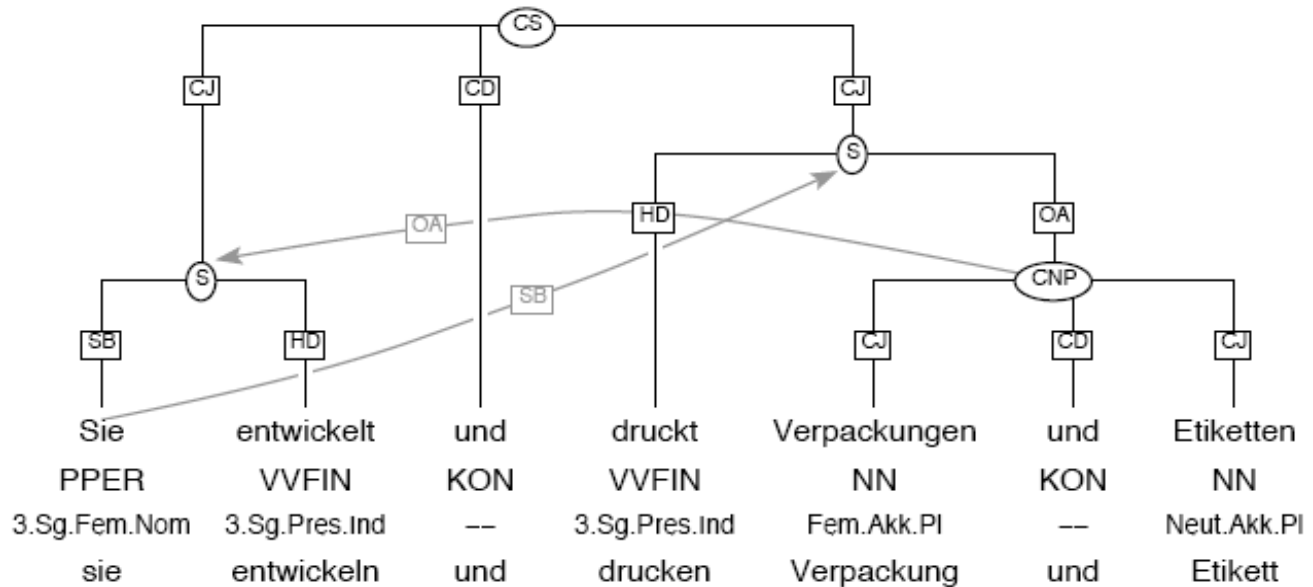 CS
CJ CD CJ
S
HD OA
OA
S CNP
SB
SB HD CJ CD CJ
Sie entwickelt und druckt Verpackungen und Etiketten
PPER VVFIN KON VVFIN NN KON NN
3.Sg.Fem.Nom 3.Sg.Pres.Ind -- 3.Sg.Pres.Ind Fem.Akk.Pl -- Neut.Akk.Pl
sie entwickeln und drucken Verpackung und Etikett